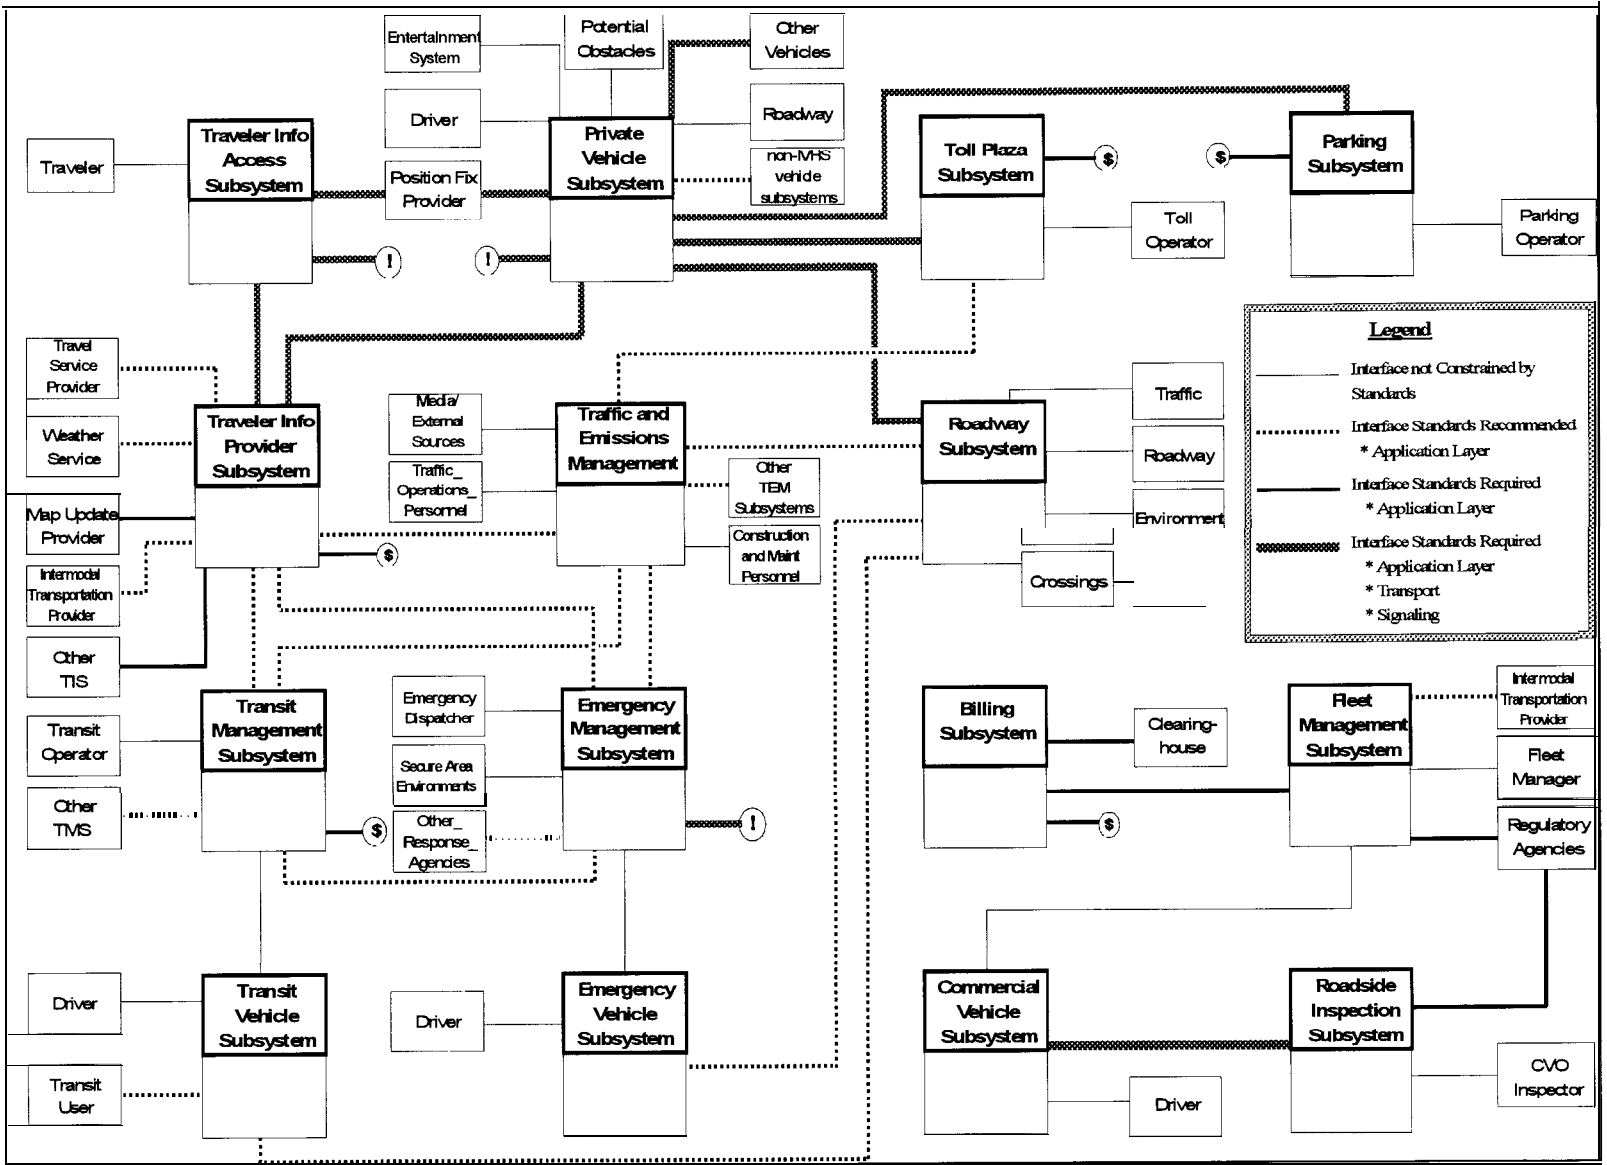 Entertainment
System
Potential
Obstacles
Other
Vehicles
Driver
Roadway
Traveler
Traveler Info
Access
Subsystem
Position Fix
Provider
Private
Vehicle
Subsystem
non-IVHS
vehicle
subsystems
Toll Plaza
Subsystem
$
$
Parking
Subsystem
Toll
Operator
Parking
Operator
!
!
Travel
Service
Provider
Weather
Service
Map Update
Provider
Intermodal
Transportation
Provider
Other
TIS
Traveler Info
Provider
Subsystem
$
Media/
External
Sources
Traffic_
Operations_
Personnel
Traffic and
Emissions
Management
Other
TEM
Subsystems
Construction
and Maint
Personnel
Roadway
Subsystem
Traffic
Roadway
Environment
Crossings
Legend
Interface not Constrained by
Standards
Interface Standards Recommended
* Application Layer
Interface Standards Required
* Application Layer
Interface Standards Required
* Application Layer
* Transport
* Signaling
Transit
Operator
Other
TMS
Transit
Management
Subsystem
$
Emergency
Dispatcher
Secure Area
Environments
Other_
Response_
Agencies
Emergency
Management
Subsystem
!
Billing
Subsystem
Clearing-
house
$
Fleet
Management
Subsystem
Intermodal
Transportation
Provider
Fleet
Manager
Regulatory
Agencies
Driver
Transit
User
Transit
Vehicle
Subsystem
Driver
Emergency
Vehicle
Subsystem
Commercial
Vehicle
Subsystem
Driver
Roadside
Inspection
Subsystem
CVO
Inspector